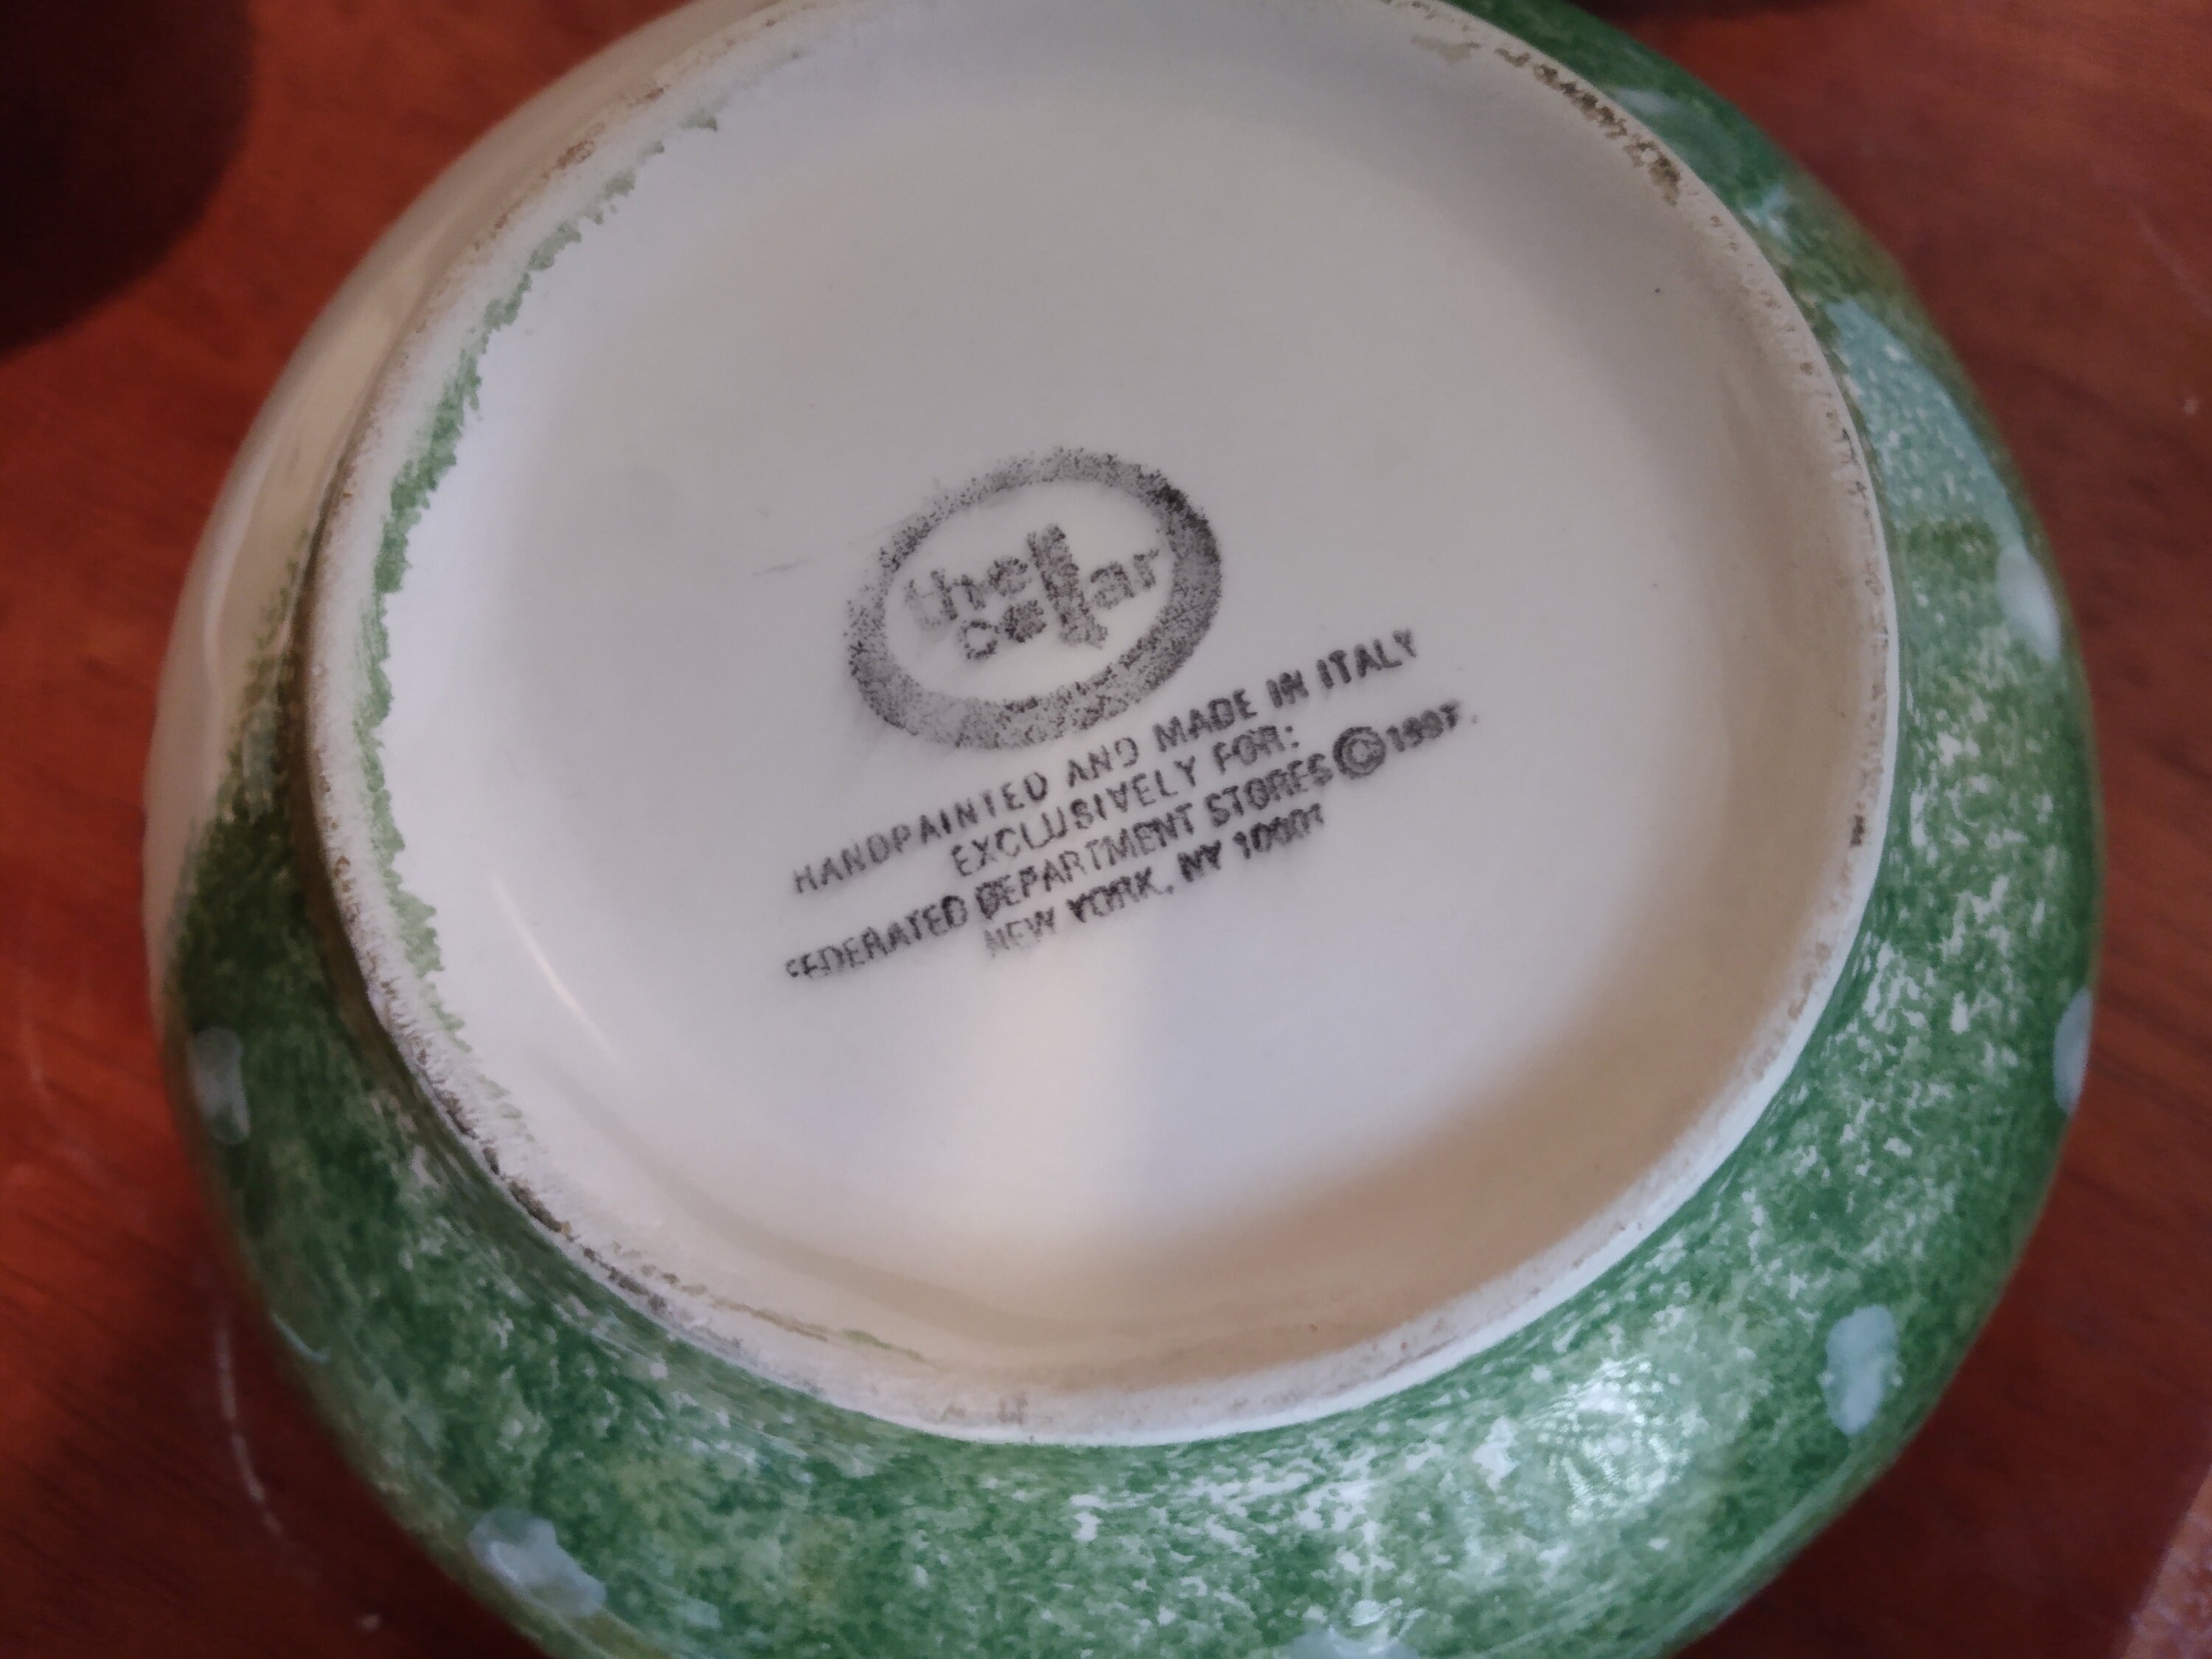 the
cellar
HANDPAINTED AND MADE IN ITALY
EXCLUSIVELY FOR:
FEDERATED DEPARTMENT STORES © 1997.
NEW YORK, NY 10001